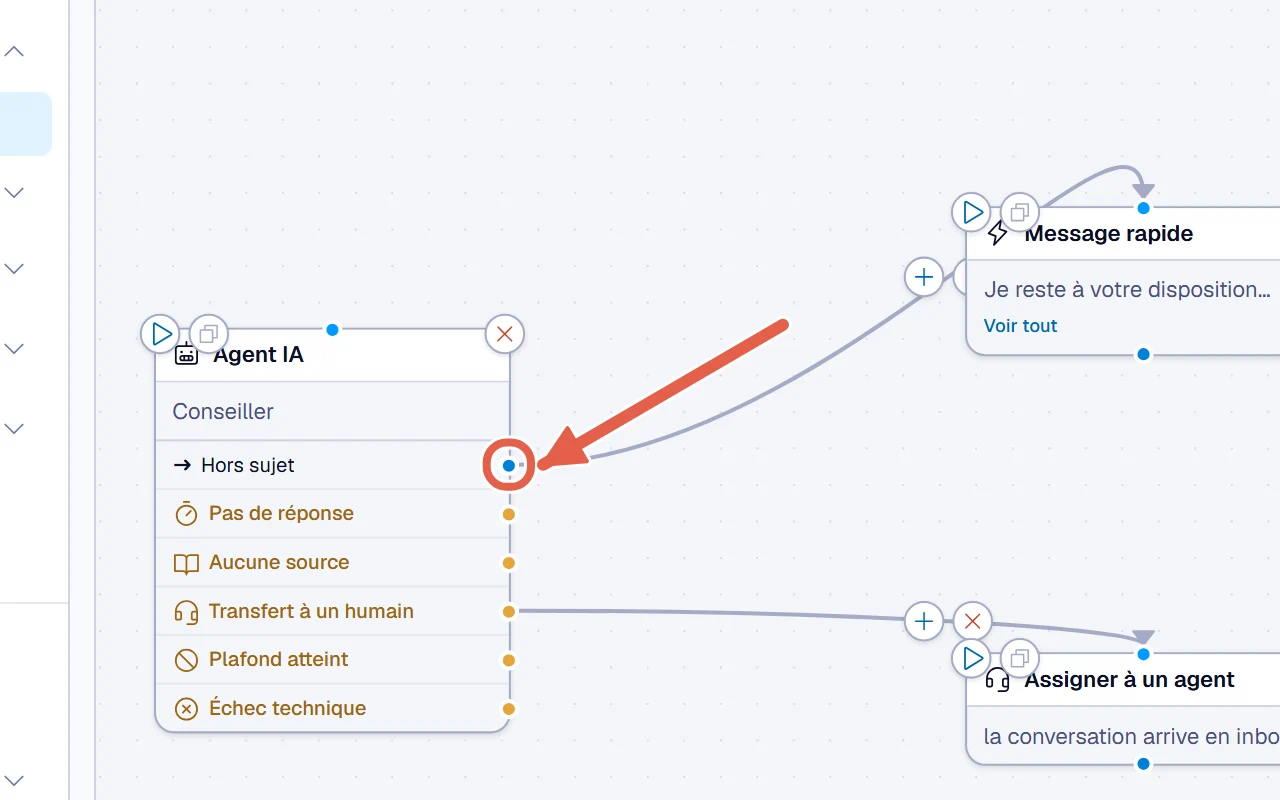 Message rapide
Je reste à votre disposition...
Voir tout
Agent IA
Conseiller
Hors sujet
Pas de réponse
Aucune source
Transfert à un humain
Plafond atteint
Échec technique
Assigner à un agent
la conversation arrive en inbo